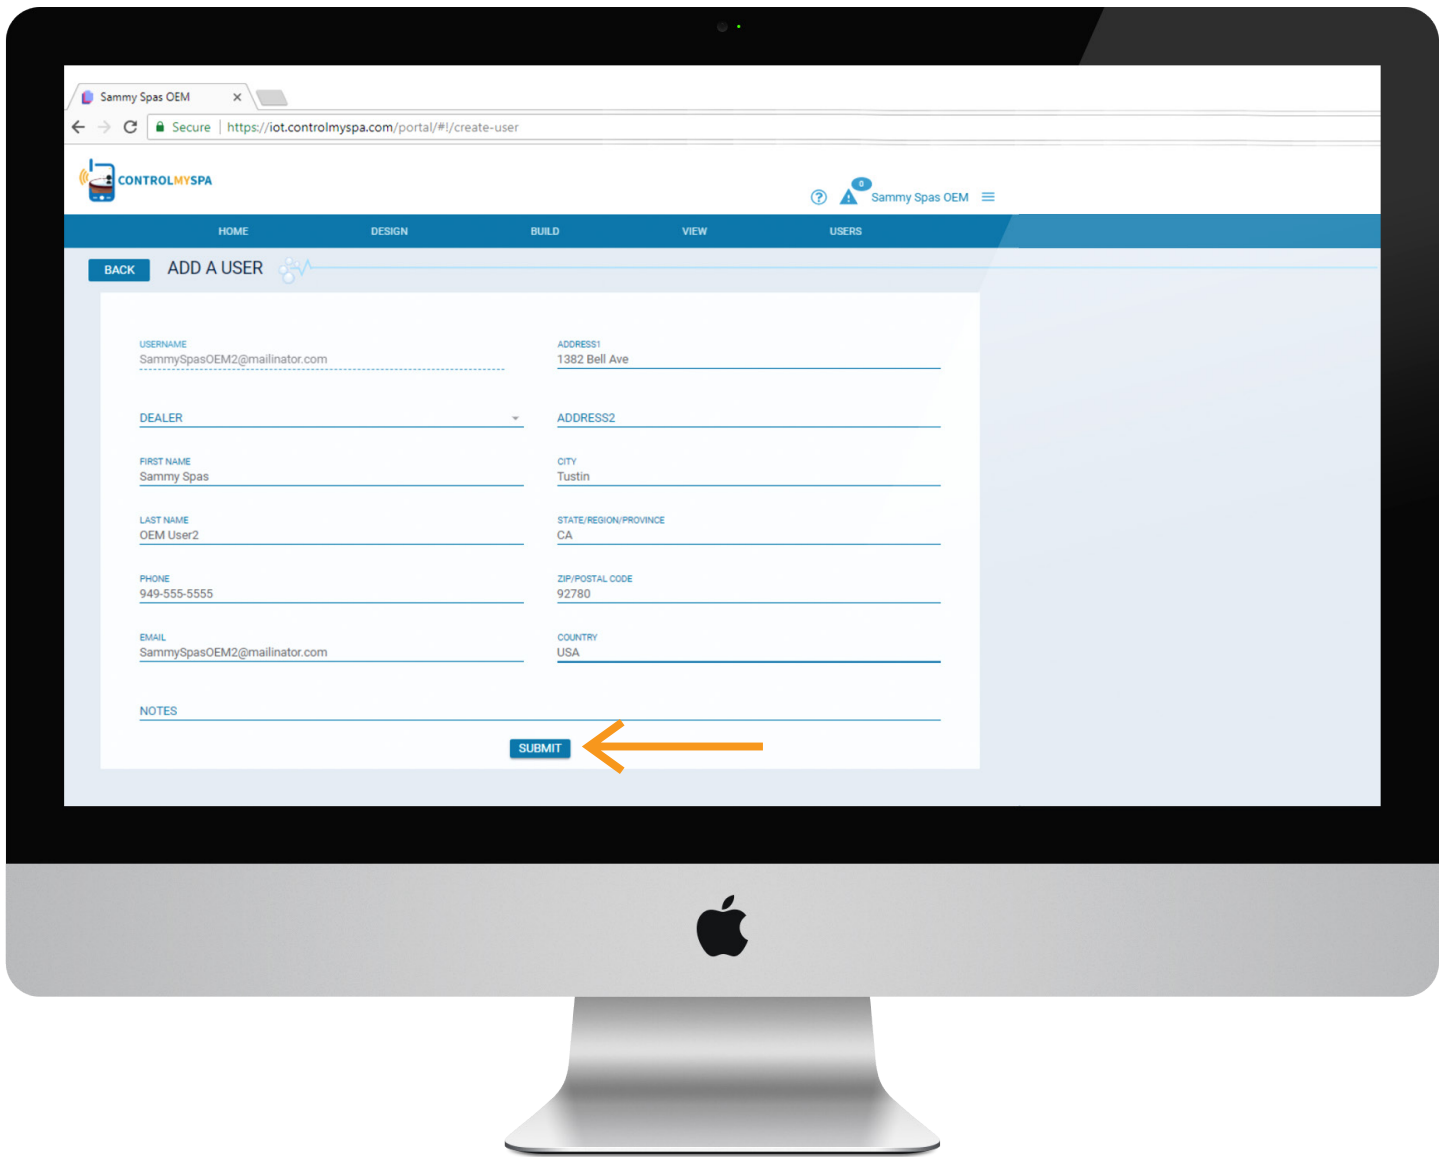 Sammy Spas OEM
Secure https://iot.controlmyspa.com/portal/#!/create-user
CONTROLMYSPA
0
Sammy Spas OEM
HOME DESIGN BUILD VIEW USERS
BACK ADD A USER
USERNAME
SammySpasOEM2@mailinator.com
ADDRESS1
1382 Bell Ave
DEALER
ADDRESS2
FIRST NAME
Sammy Spas
CITY
Tustin
LAST NAME
OEM User2
STATE/REGION/PROVINCE
CA
PHONE
949-555-5555
ZIP/POSTAL CODE
92780
EMAIL
SammySpasOEM2@mailinator.com
COUNTRY
USA
NOTES
SUBMIT